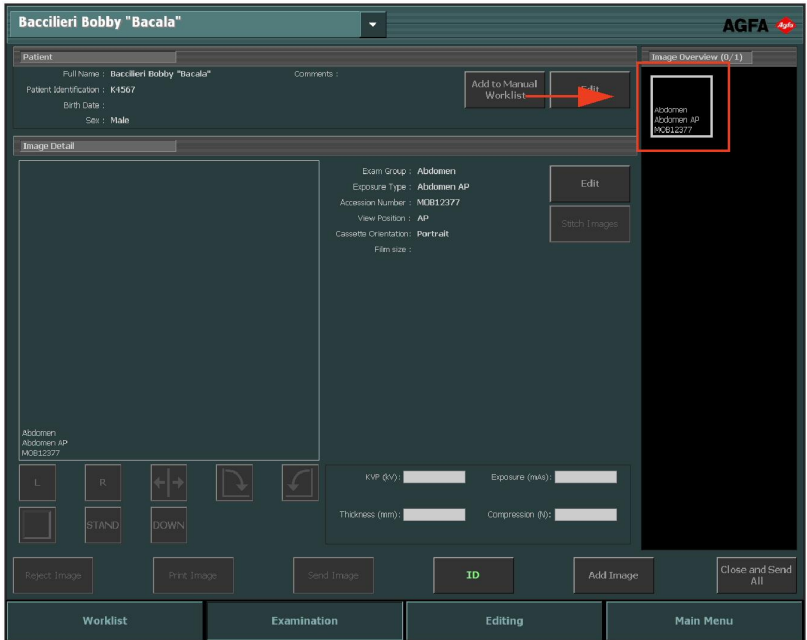 Baccilieri Bobby "Bacala"
AGFA Agfa
Patient
Image Overview (0/1)
Full Name : Baccilieri Bobby "Bacala"
Comments :
Patient Identification : K4567
Birth Date :
Sex : Male
Add to Manual
Worklist
Edit
Abdomen
Abdomen AP
MOB12377
Image Detail
Exam Group : Abdomen
Exposure Type : Abdomen AP
Accession Number : MOB12377
View Position : AP
Cassette Orientation: Portrait
Film size :
Edit
Stitch Images
Abdomen
Abdomen AP
MOB12377
L
R
STAND
DOWN
KVP (kV):
Exposure (mAs):
Thickness (mm):
Compression (N):
Reject Image
Print Image
Send Image
ID
Add Image
Close and Send
All
Worklist
Examination
Editing
Main Menu